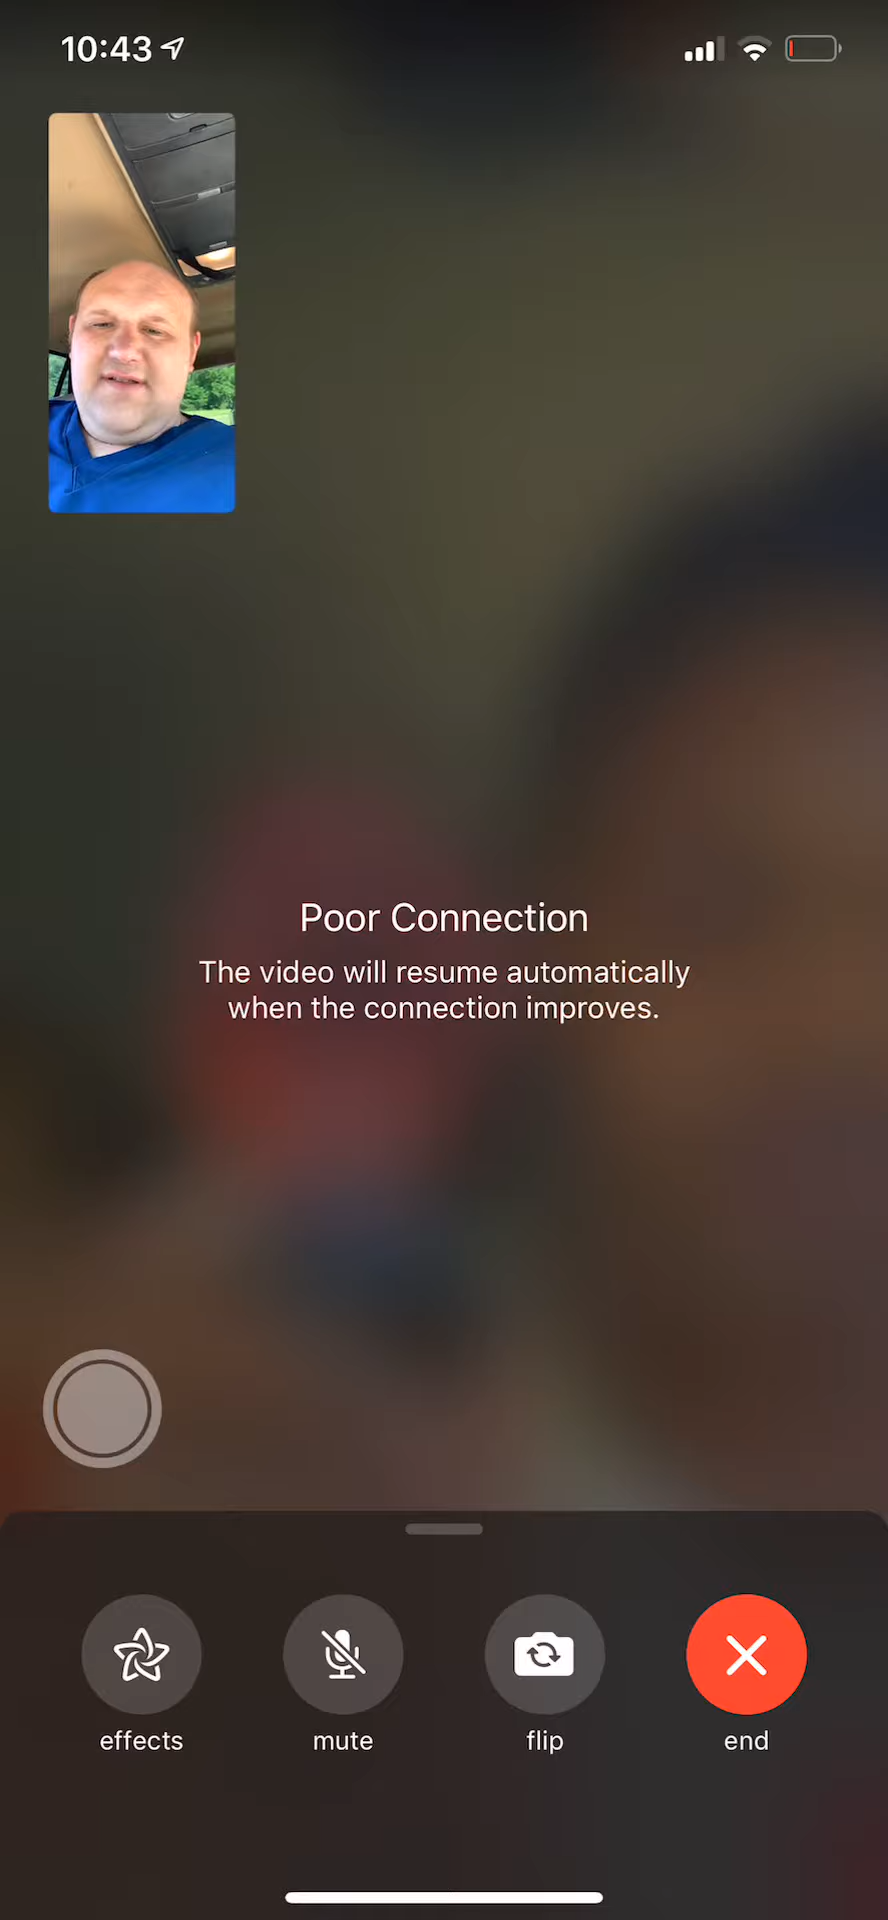 10:43
Poor Connection
The video will resume automatically
when the connection improves.
effects
mute
flip
end